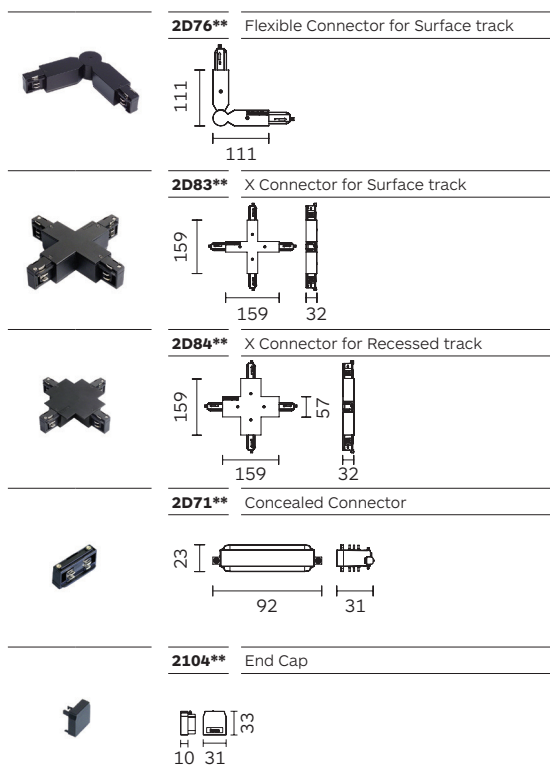 2D76** Flexible Connector for Surface track
111
111
2D83** X Connector for Surface track
159
159 32
2D84** X Connector for Recessed track
159 57
159 32
2D71** Concealed Connector
23
92 31
2104** End Cap
33
10 31